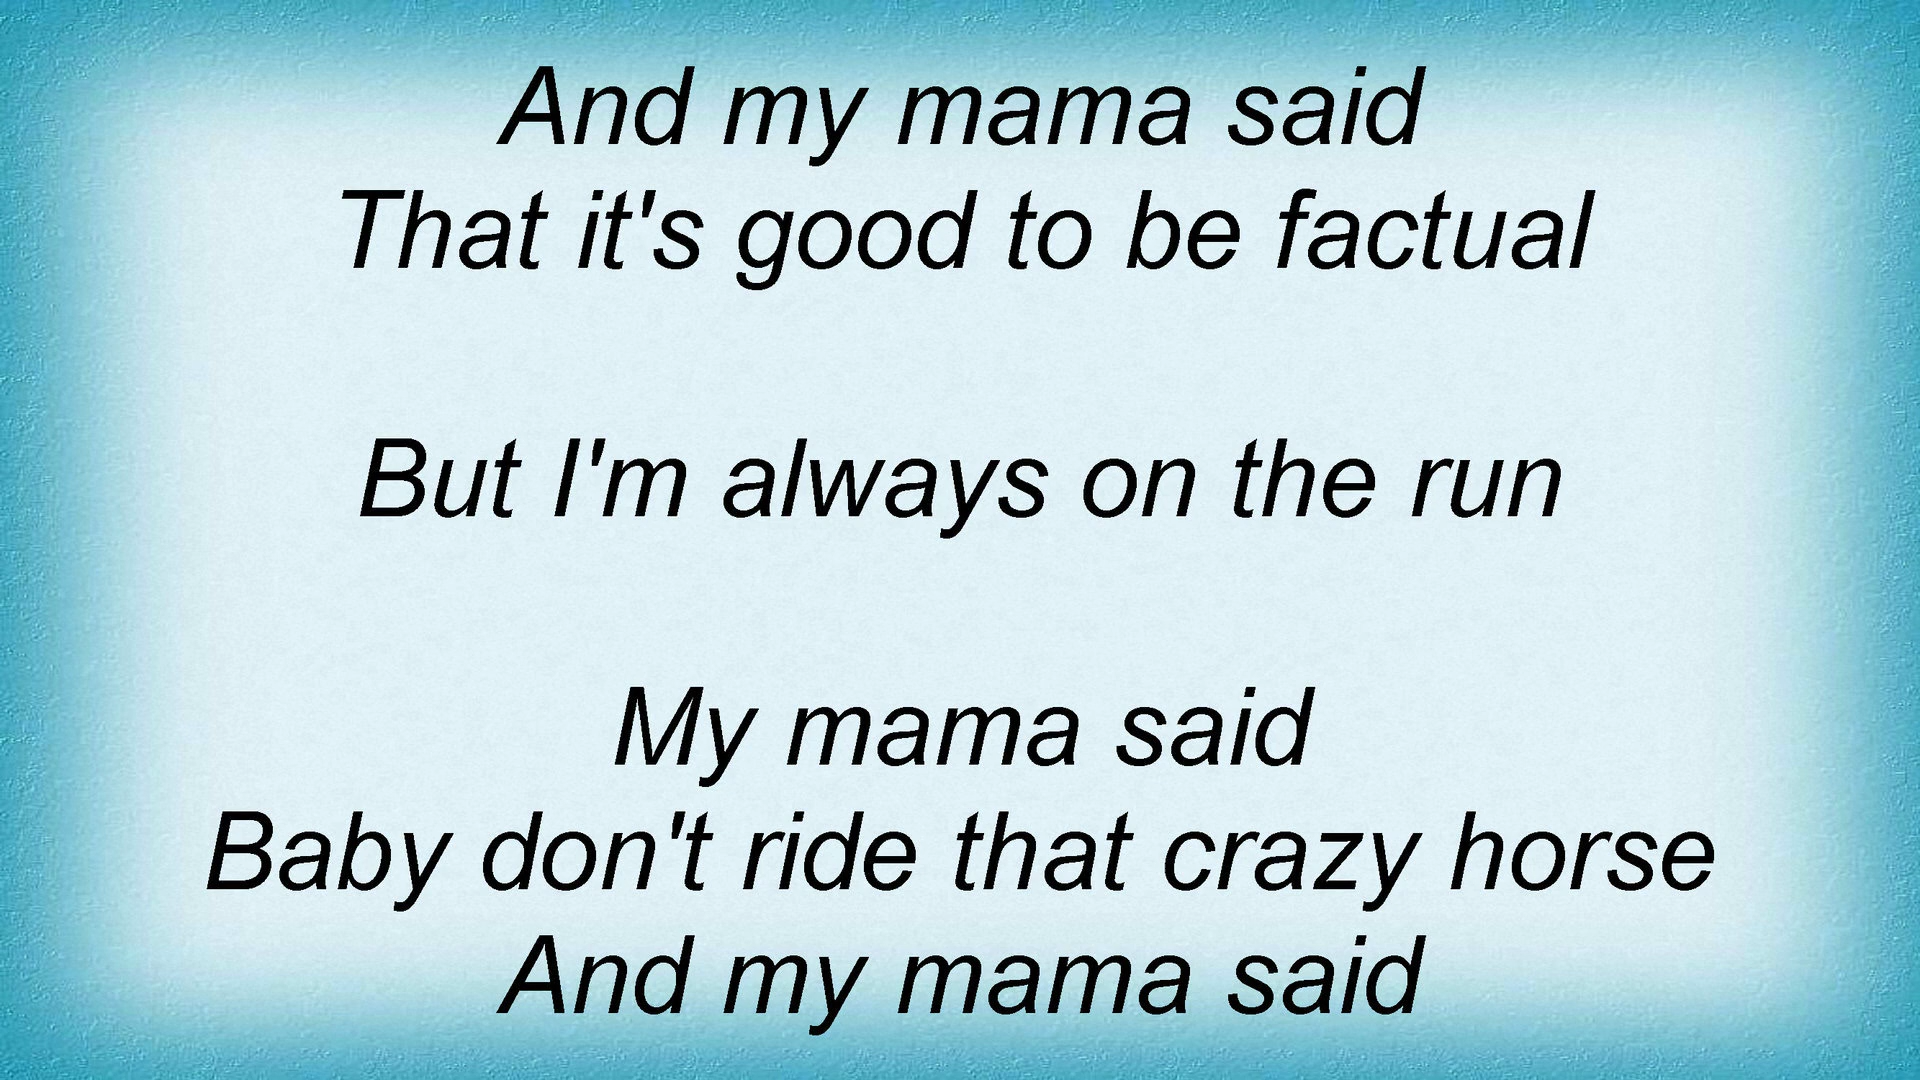 And my mama said
That it's good to be factual
But I'm always on the run
My mama said
Baby don't ride that crazy horse
And my mama said